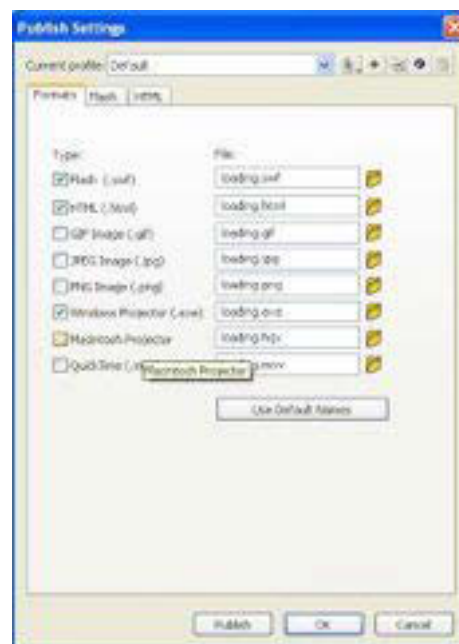 Publish Settings
Current profile: Default
Formats Flash HTML
Type: File:
Flash (.swf) loading.swf
HTML (.html) loading.html
GIF Image (.gif) loading.gif
JPEG Image (.jpg) loading.jpg
PNG Image (.png) loading.png
Windows Projector (.exe) loading.exe
Macintosh Projector loading.hqx
QuickTime
Macintosh Projector
Use Default Names
Publish OK Cancel